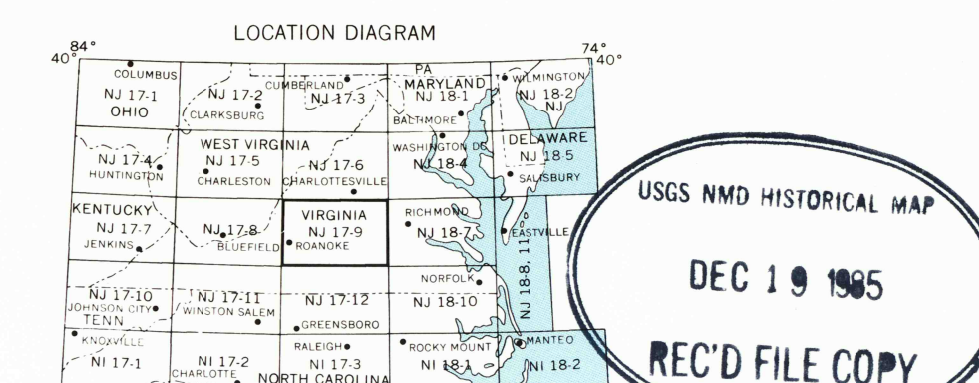 LOCATION DIAGRAM
84°
74°
40°
40°
COLUMBUS
NJ 17-1
OHIO
NJ 17-2
CLARKSBURG
CUMBERLAND
NJ 17-3
PA
MARYLAND
NJ 18-1
BALTIMORE
WILMINGTON
NJ 18-2
NJ
NJ 17-4
HUNTINGTON
WEST VIRGINIA
NJ 17-5
CHARLESTON
NJ 17-6
CHARLOTTESVILLE
WASHINGTON DC
NJ 18-4
DELAWARE
NJ 18-5
SALISBURY
KENTUCKY
NJ 17-7
JENKINS
NJ 17-8
BLUEFIELD
VIRGINIA
NJ 17-9
ROANOKE
RICHMOND
NJ 18-7
EASTVILLE
NJ 18-8, 11
NJ 17-10
JOHNSON CITY
TENN
NJ 17-11
WINSTON SALEM
NJ 17-12
GREENSBORO
NORFOLK
NJ 18-10
KNOXVILLE
NI 17-1
NI 17-2
CHARLOTTE
RALEIGH
NI 17-3
NORTH CAROLINA
ROCKY MOUNT
NI 18-1
MANTEO
NI 18-2
USGS NMD HISTORICAL MAP
DEC 19 1985
REC'D FILE COPY